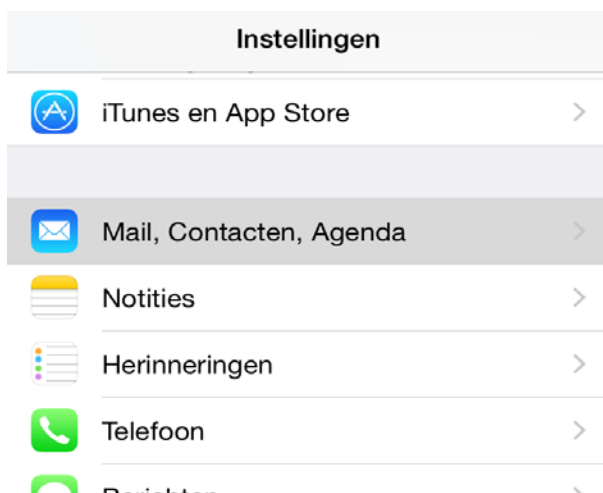 Instellingen
iTunes en App Store
Mail, Contacten, Agenda
Notities
Herinneringen
Telefoon